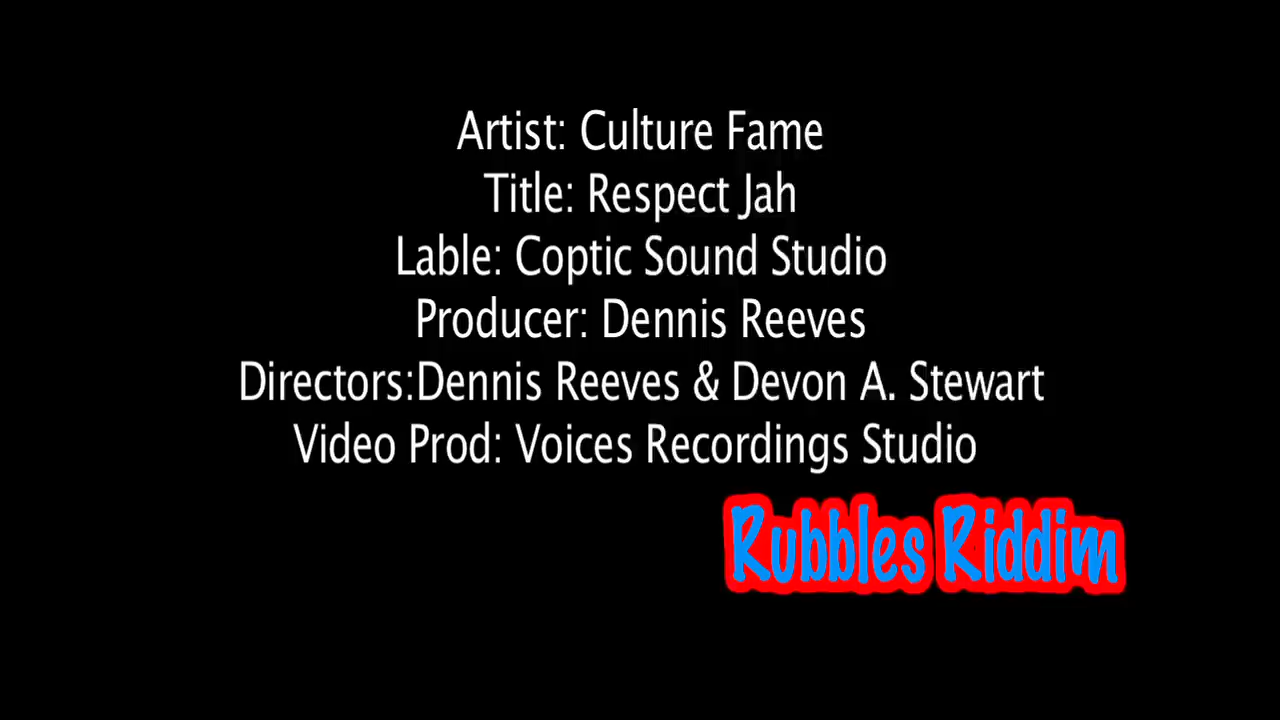 Artist: Culture Fame
Title: Respect Jah
Lable: Coptic Sound Studio
Producer: Dennis Reeves
Directors:Dennis Reeves & Devon A. Stewart
Video Prod: Voices Recordings Studio
Rubbles Riddim